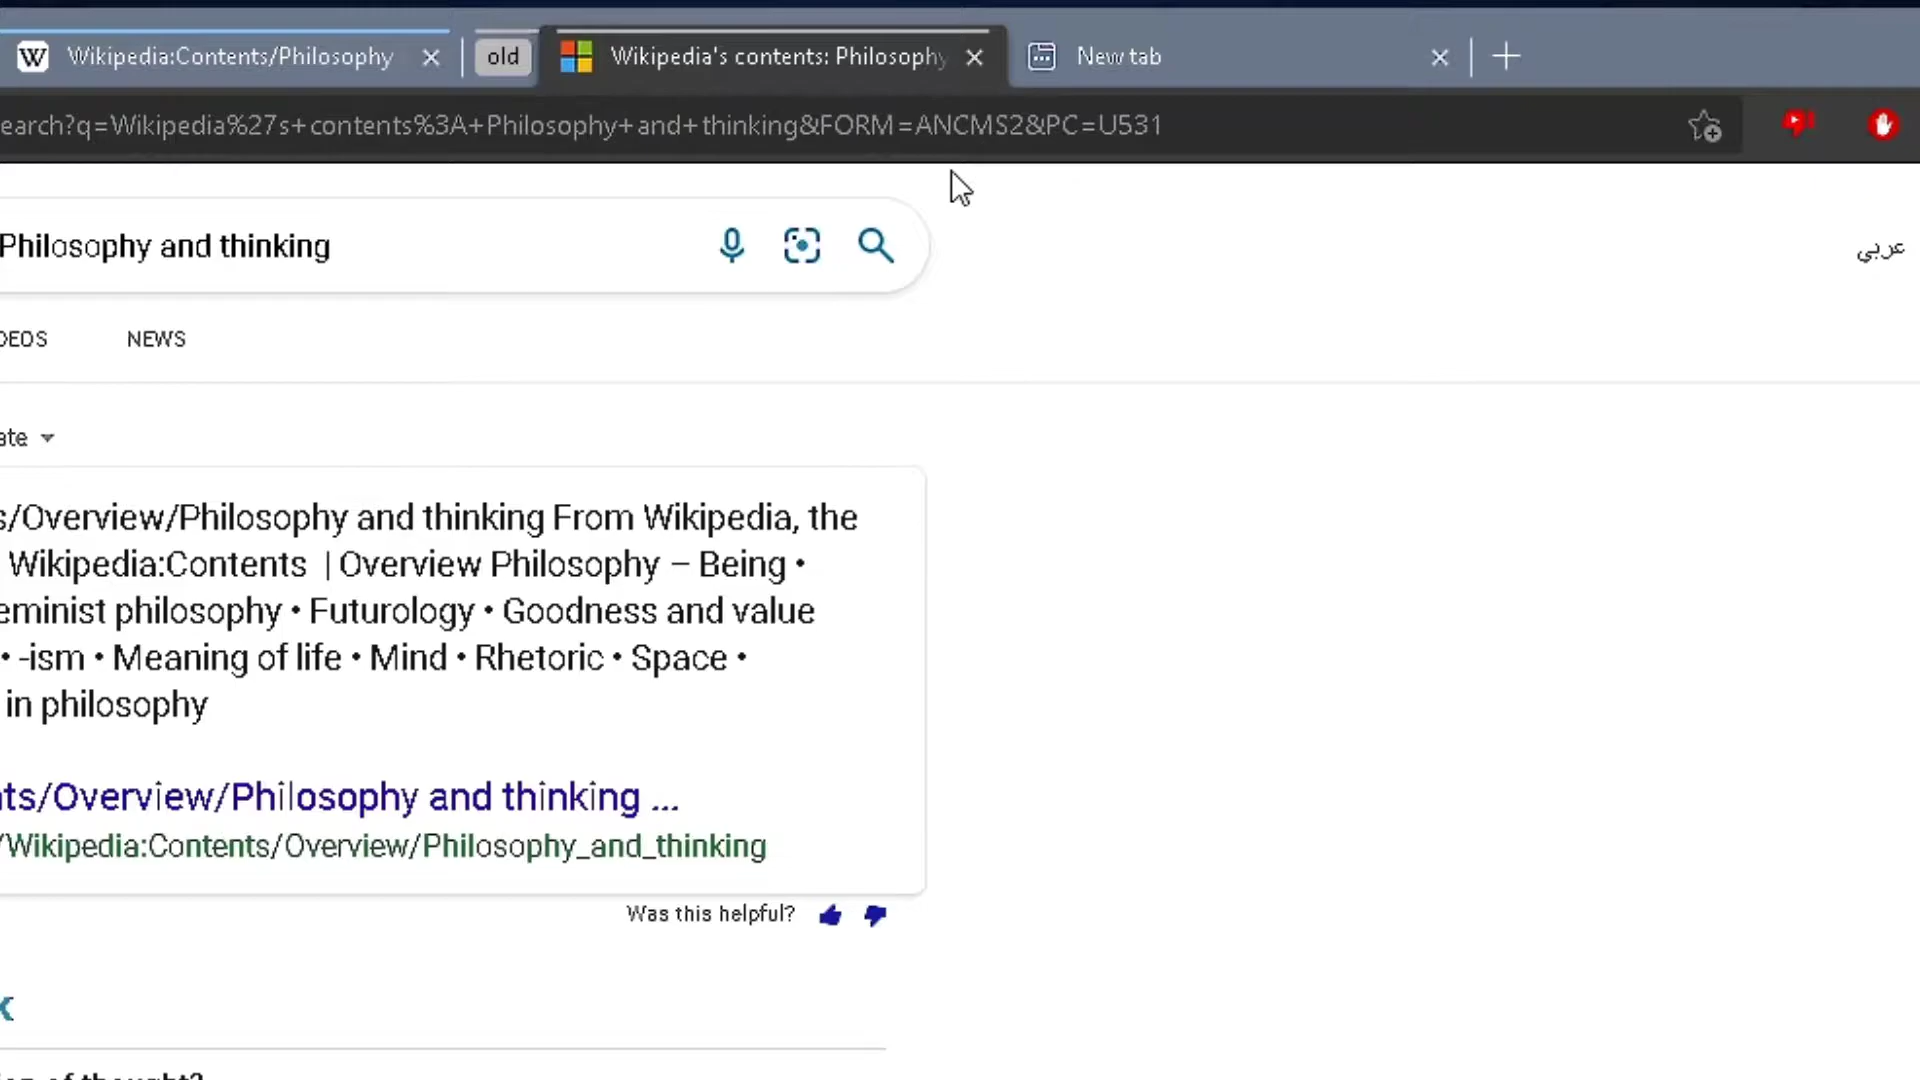 W Wikipedia:Contents/Philosophy old Wikipedia's contents: Philosophy New tab
earch?q=Wikipedia%27s+contents%3A+Philosophy+and+thinking&FORM=ANCMS2&PC=U531
Philosophy and thinking
عربي
DEOS NEWS
ate
s/Overview/Philosophy and thinking From Wikipedia, the
Wikipedia:Contents | Overview Philosophy – Being •
eminist philosophy • Futurology • Goodness and value
• -ism • Meaning of life • Mind • Rhetoric • Space •
in philosophy
nts/Overview/Philosophy and thinking ...
/Wikipedia:Contents/Overview/Philosophy_and_thinking
Was this helpful?